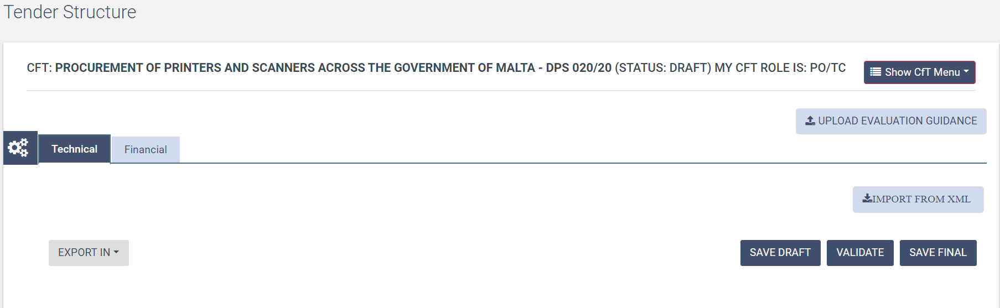 Tender Structure
CFT: PROCUREMENT OF PRINTERS AND SCANNERS ACROSS THE GOVERNMENT OF MALTA - DPS 020/20 (STATUS: DRAFT) MY CFT ROLE IS: PO/TC
Show CfT Menu
UPLOAD EVALUATION GUIDANCE
Technical
Financial
IMPORT FROM XML
EXPORT IN
SAVE DRAFT
VALIDATE
SAVE FINAL